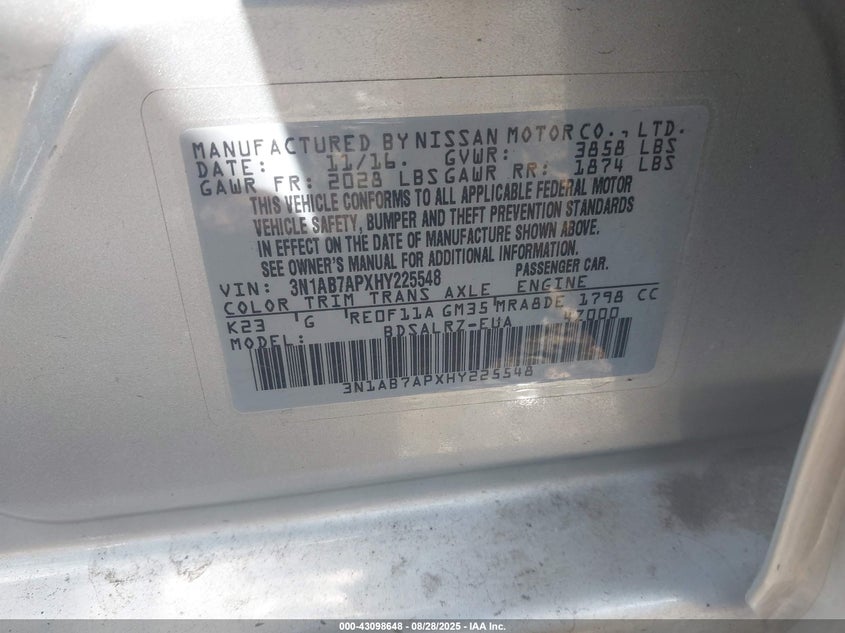 MANUFACTURED BY NISSAN MOTOR CO., LTD.
DATE: 11/16. GVWR: 3858 LBS
GAWR FR: 2028 LBS GAWR RR: 1874 LBS
THIS VEHICLE CONFORMS TO ALL APPLICABLE FEDERAL MOTOR
VEHICLE SAFETY, BUMPER AND THEFT PREVENTION STANDARDS
IN EFFECT ON THE DATE OF MANUFACTURE SHOWN ABOVE.
SEE OWNER'S MANUAL FOR ADDITIONAL INFORMATION.
VIN: 3N1AB7APXHY225548 PASSENGER CAR.
COLOR TRIM TRANS AXLE ENGINE
K23 G RE0F11A GM35 MRA8DE 1798 CC
MODEL: BDSALRZ-EUA 47000
3N1AB7APXHY225548
000-43098648 - 08/28/2025 - IAA Inc.